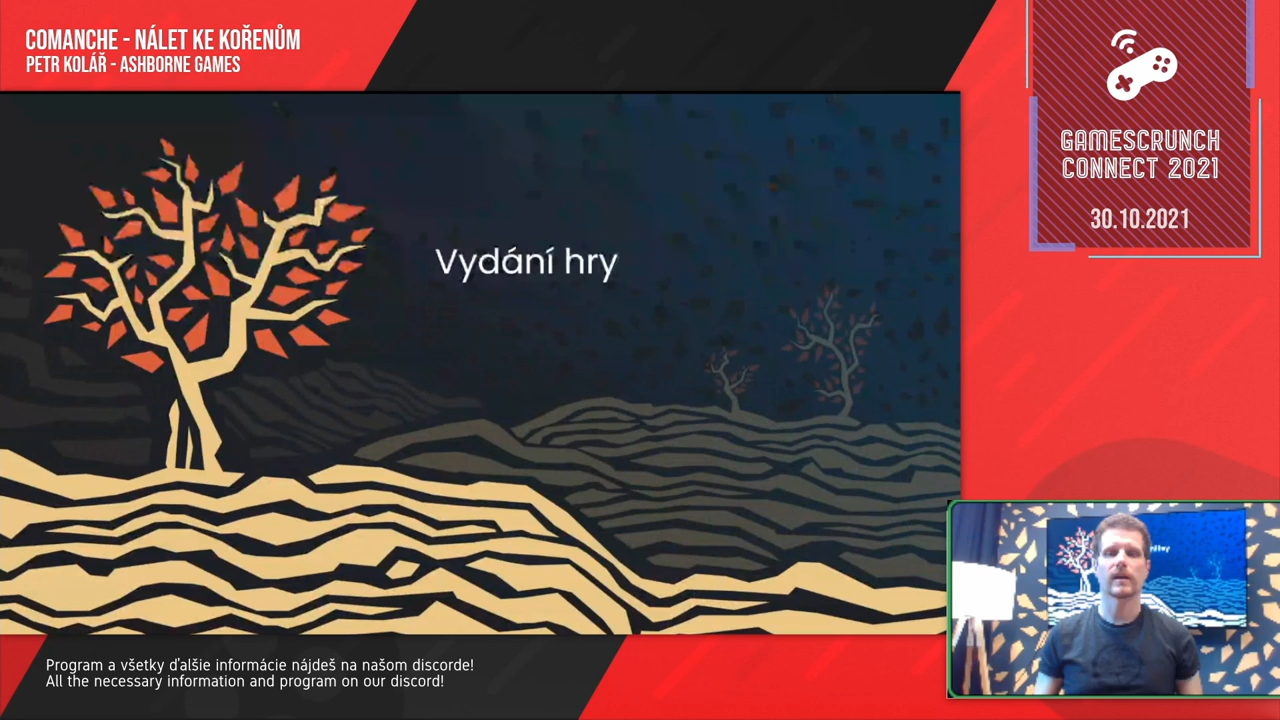 COMANCHE - NÁLET KE KOŘENŮM
PETR KOLÁŘ - ASHBORNE GAMES
GAMESCRUNCH
CONNECT 2021
30.10.2021
Vydání hry
Program a všetky ďalšie informácie nájdeš na našom discorde!
All the necessary information and program on our discord!